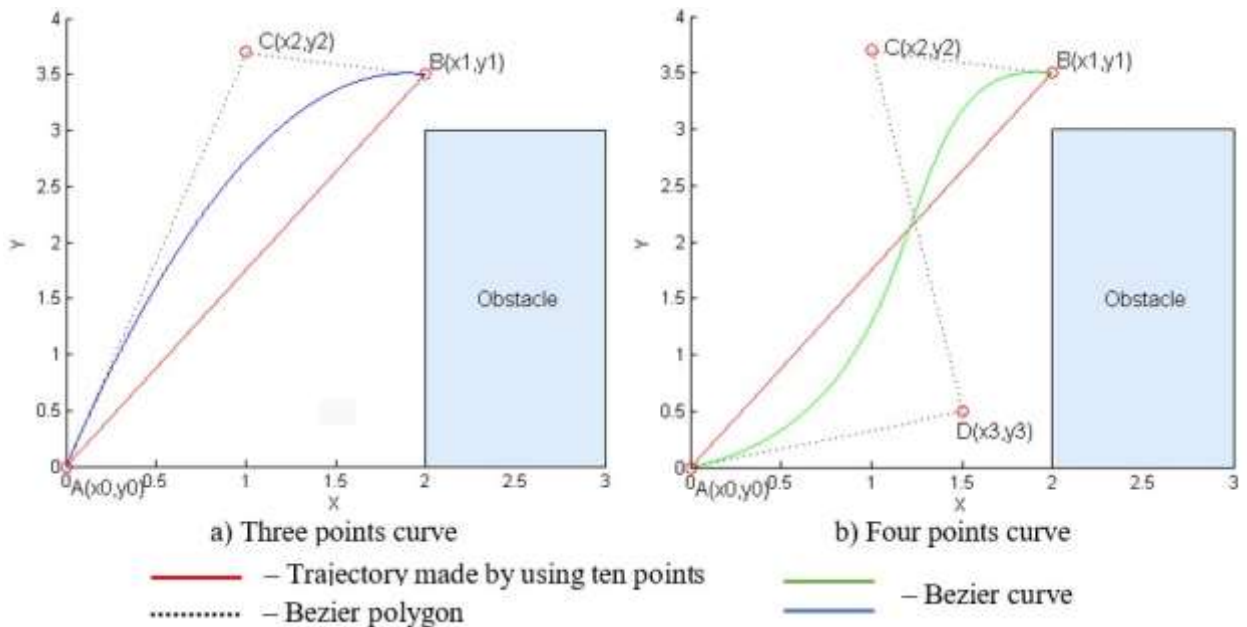 4
3.5
3
2.5
2
1.5
1
0.5
0
Y
C(x2,y2)
B(x1,y1)
Obstacle
A(x0,y0)
0 0.5 1 1.5 2 2.5 3
X
a) Three points curve
4
3.5
3
2.5
2
1.5
1
0.5
0
Y
C(x2,y2)
B(x1,y1)
Obstacle
D(x3,y3)
A(x0,y0)
0 0.5 1 1.5 2 2.5 3
X
b) Four points curve
– Trajectory made by using ten points
– Bezier polygon
– Bezier curve